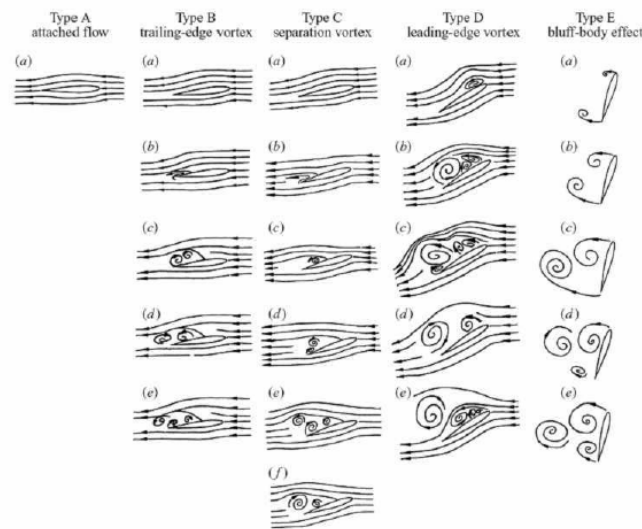 Type A
attached flow
Type B
trailing-edge vortex
Type C
separation vortex
Type D
leading-edge vortex
Type E
bluff-body effect
(a) (a) (a) (a) (a)
(b) (b) (b) (b)
(c) (c) (c) (c)
(d) (d) (d) (d)
(e) (e) (e) (e)
(f)